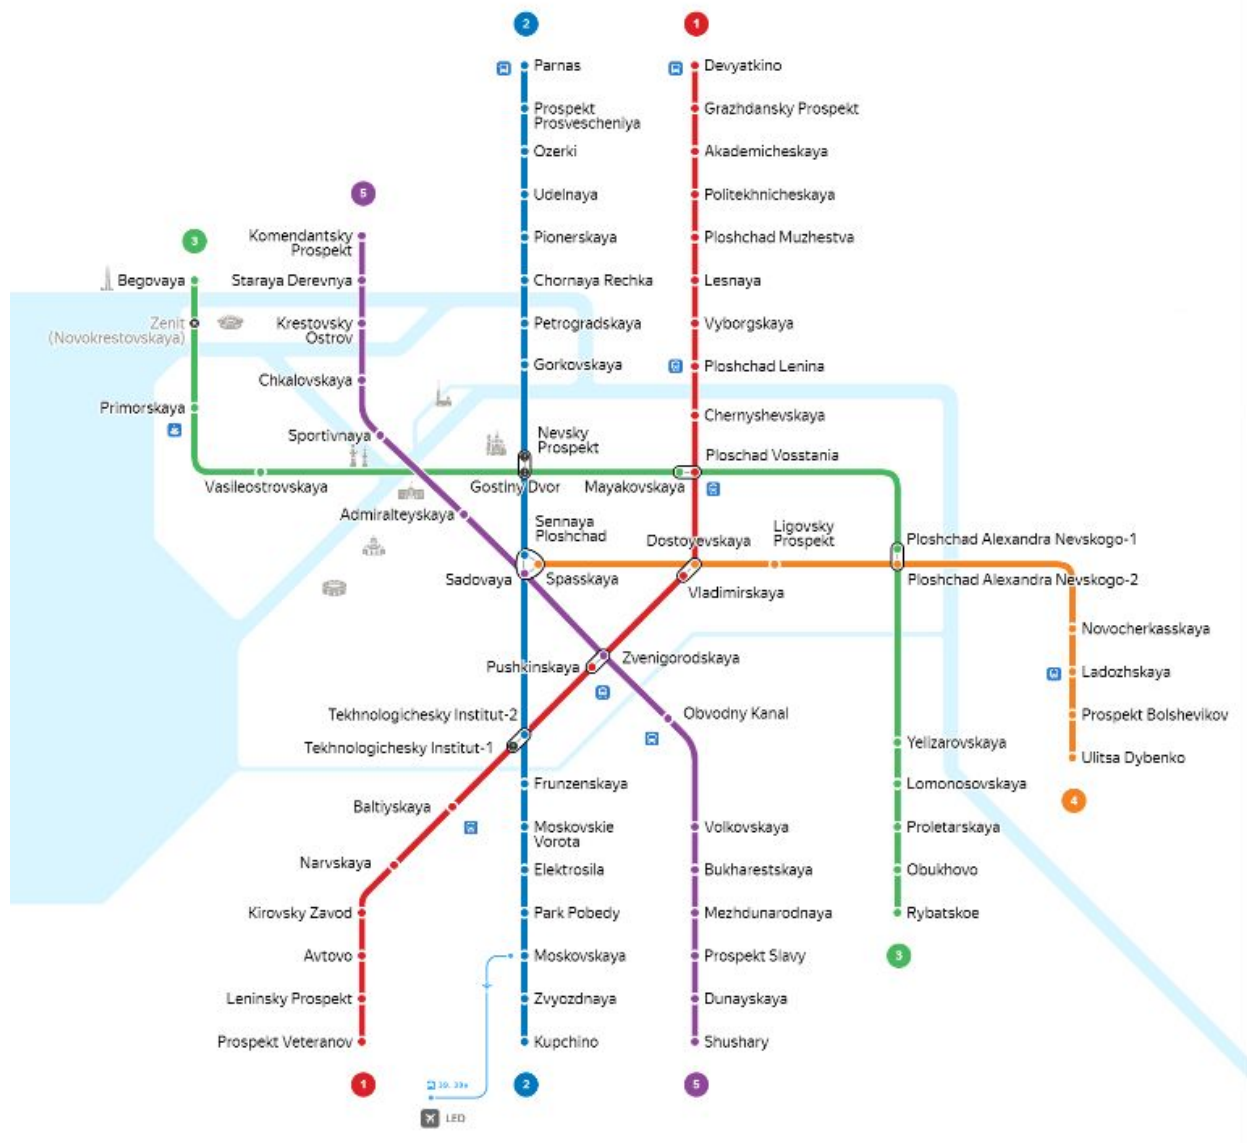 2
1
Parnas
Devyatkino
Prospekt
Prosvescheniya
Grazhdansky Prospekt
Ozerki
Akademicheskaya
5
Udelnaya
Politekhnicheskaya
3
Komendantsky
Prospekt
Pionerskaya
Ploshchad Muzhestva
Begovaya
Staraya Derevnya
Chornaya Rechka
Lesnaya
Zenit
(Novokrestovskaya)
Krestovsky
Ostrov
Petrogradskaya
Vyborgskaya
Gorkovskaya
Ploshchad Lenina
Chkalovskaya
Primorskaya
Chernyshevskaya
Sportivnaya
Nevsky
Prospekt
Ploschad Vosstania
Vasileostrovskaya
Gostiny Dvor
Mayakovskaya
Admiralteyskaya
Sennaya
Ploshchad
Dostoyevskaya
Ligovsky
Prospekt
Ploshchad Alexandra Nevskogo-1
Sadovaya
Spasskaya
Vladimirskaya
Ploshchad Alexandra Nevskogo-2
Novocherkasskaya
Pushkinskaya
Zvenigorodskaya
Ladozhskaya
Tekhnologichesky Institut-2
Obvodny Kanal
Prospekt Bolshevikov
Tekhnologichesky Institut-1
Yelizarovskaya
Ulitsa Dybenko
Frunzenskaya
Lomonosovskaya
4
Baltiyskaya
Moskovskie
Vorota
Volkovskaya
Proletarskaya
Narvskaya
Elektrosila
Bukharestskaya
Obukhovo
Kirovsky Zavod
Park Pobedy
Mezhdunarodnaya
Rybatskoe
Avtovo
Moskovskaya
Prospekt Slavy
3
Leninsky Prospekt
Zvyozdnaya
Dunayskaya
Prospekt Veteranov
Kupchino
Shushary
1
39, 39э
2
5
LED